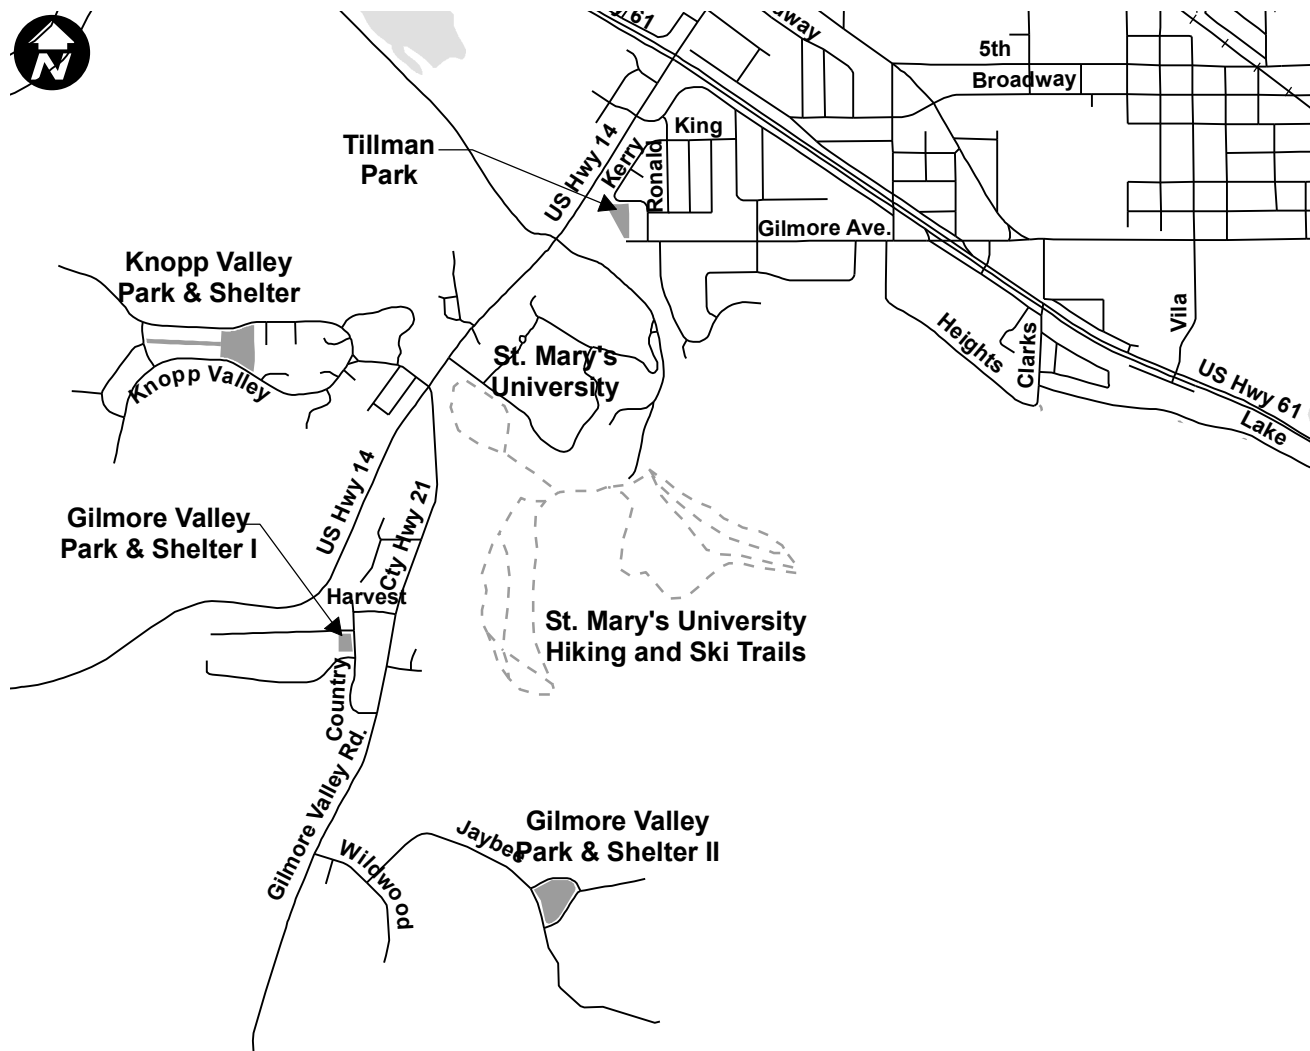 /61
dway
5th
Broadway
N
King
Tillman
Park
US Hwy 14
Kerry
Ronald
Gilmore Ave.
Knopp Valley
Park & Shelter
Knopp Valley
St. Mary's
University
Heights
Clarks
Vila
US Hwy 61
Lake
US Hwy 14
Cty Hwy 21
Gilmore Valley
Park & Shelter I
Harvest
St. Mary's University
Hiking and Ski Trails
Country
Gilmore Valley Rd.
Wildwood
Jaybee
Gilmore Valley
Park & Shelter II